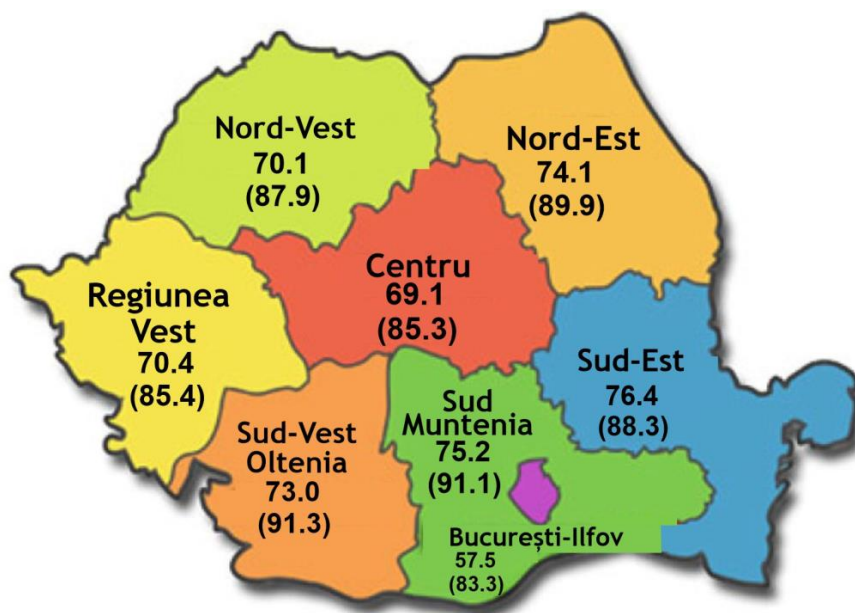 Nord-Vest
70.1
(87.9)
Nord-Est
74.1
(89.9)
Centru
69.1
(85.3)
Regiunea
Vest
70.4
(85.4)
Sud-Est
76.4
(88.3)
Sud-Vest
Oltenia
73.0
(91.3)
Sud
Muntenia
75.2
(91.1)
București-Ilfov
57.5
(83.3)